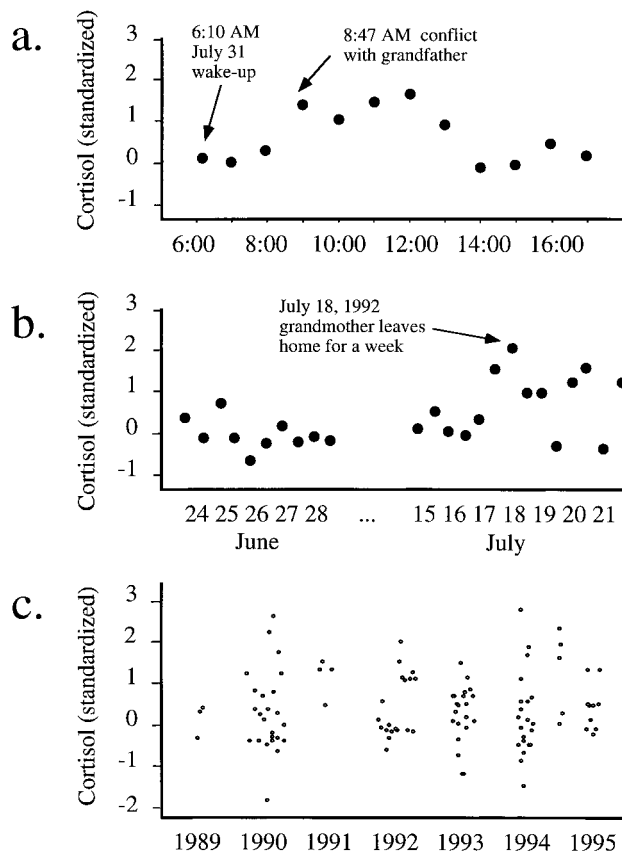 a.
6:10 AM
July 31
wake-up
8:47 AM conflict
with grandfather
Cortisol (standardized)
3
2
1
0
-1
6:00 8:00 10:00 12:00 14:00 16:00
b.
July 18, 1992
grandmother leaves
home for a week
Cortisol (standardized)
3
2
1
0
-1
24 25 26 27 28 ... 15 16 17 18 19 20 21
June July
c.
Cortisol (standardized)
3
2
1
0
-1
-2
1989 1990 1991 1992 1993 1994 1995